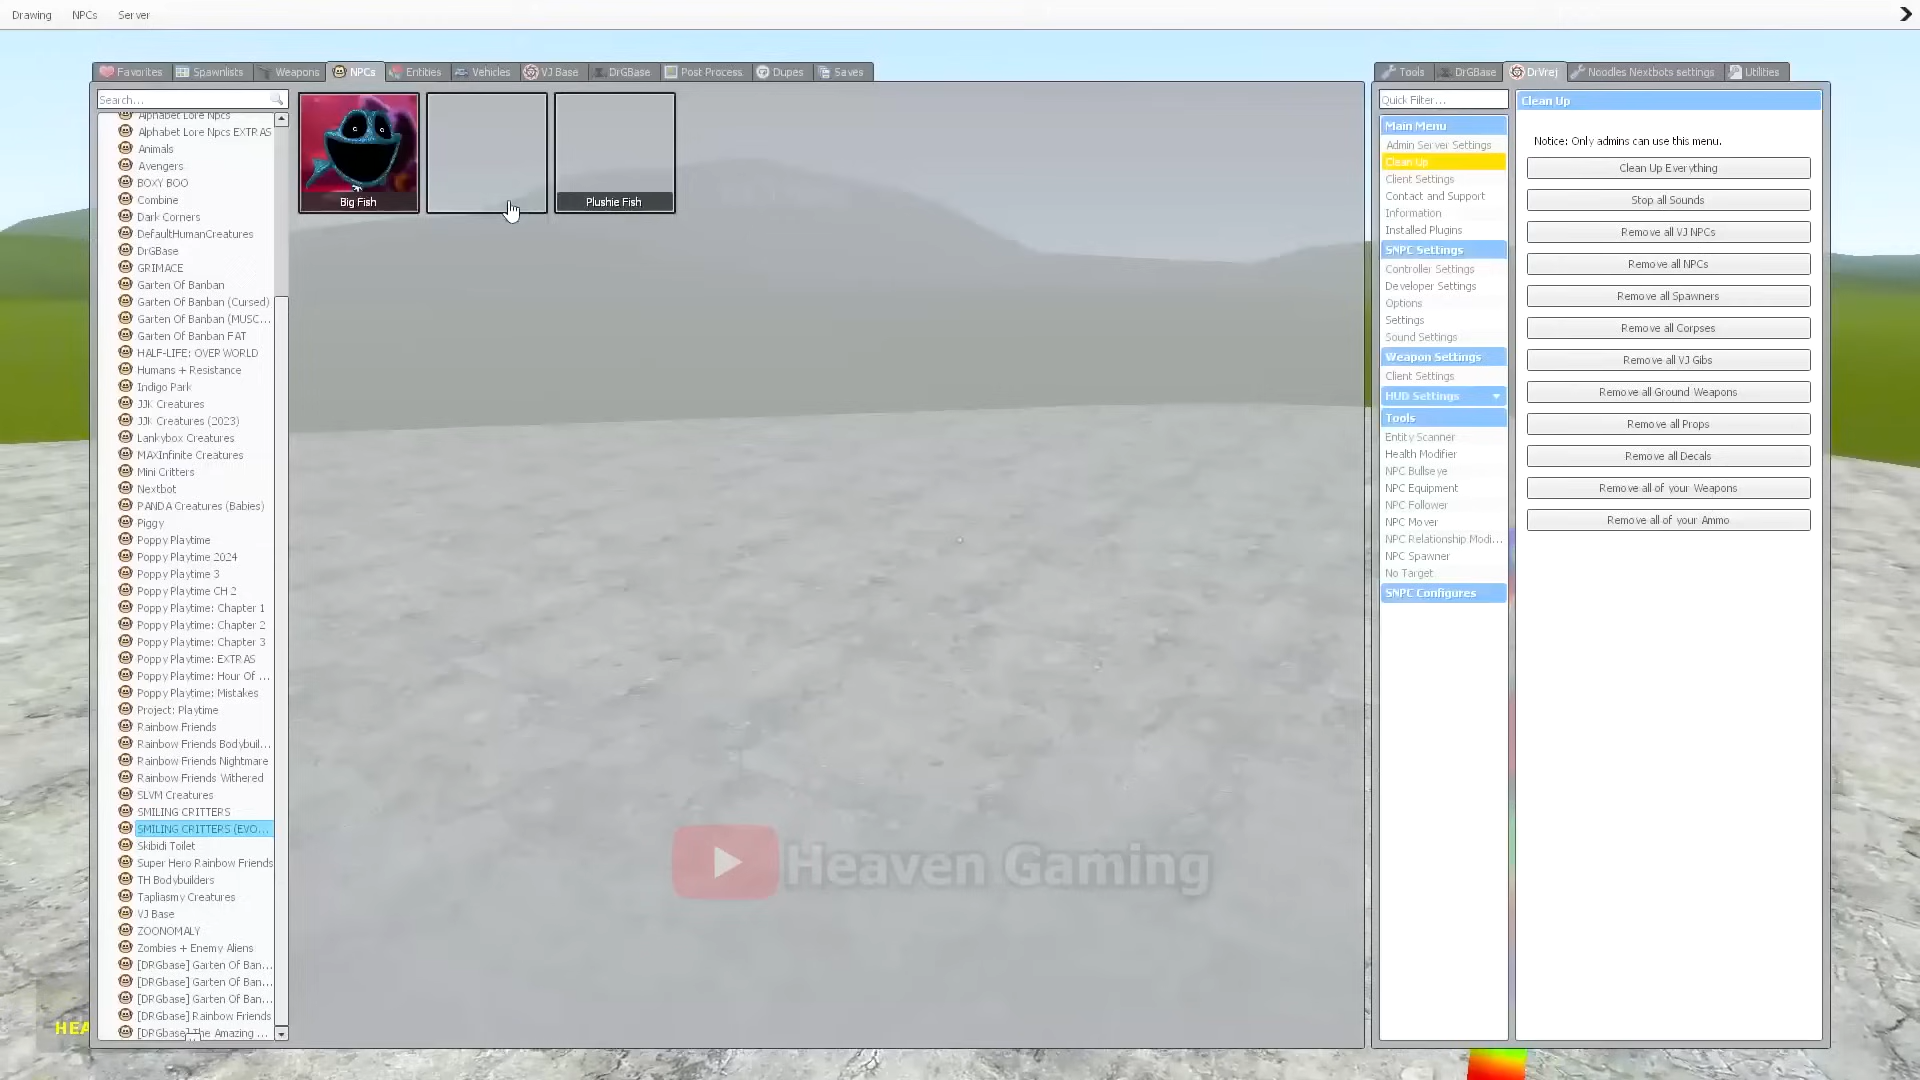 Drawing NPCs Server
Favorites Spawnlists Weapons NPCs Entities Vehicles VJ Base DrGBase Post Process Dupes Saves
Search...
Alphabet Lore Npcs
Alphabet Lore Npcs EXTRAS
Animals
Avengers
BOXY BOO
Combine
Dark Corners
DefaultHumanCreatures
DrGBase
GRIMACE
Garten Of Banban
Garten Of Banban (Cursed)
Garten Of Banban (MUSC...
Garten Of Banban FAT
HALF-LIFE: OVER WORLD
Humans + Resistance
Indigo Park
JJK Creatures
JJK Creatures (2023)
Lankybox Creatures
MAXInfinite Creatures
Mini Critters
Nextbot
PANDA Creatures (Babies)
Piggy
Poppy Playtime
Poppy Playtime 2024
Poppy Playtime 3
Poppy Playtime CH 2
Poppy Playtime: Chapter 1
Poppy Playtime: Chapter 2
Poppy Playtime: Chapter 3
Poppy Playtime: EXTRAS
Poppy Playtime: Hour Of ...
Poppy Playtime: Mistakes
Project: Playtime
Rainbow Friends
Rainbow Friends Bodybuil...
Rainbow Friends Nightmare
Rainbow Friends Withered
SLVM Creatures
SMILING CRITTERS
SMILING CRITTERS (EVO...
Skibidi Toilet
Super Hero Rainbow Friends
TH Bodybuilders
Tapliasmy Creatures
VJ Base
ZOONOMALY
Zombies + Enemy Aliens
[DRGbase] Garten Of Ban...
[DRGbase] Garten Of Ban...
[DRGbase] Garten Of Ban...
[DRGbase] Rainbow Friends
[DRGbase] The Amazing ...
Big Fish
Plushie Fish
Heaven Gaming
HEA
Tools DrGBase DrVrej Noodles Nextbots settings Utilities
Quick Filter...
Main Menu
Admin Server Settings
Clean Up
Client Settings
Contact and Support
Information
Installed Plugins
SNPC Settings
Controller Settings
Developer Settings
Options
Settings
Sound Settings
Weapon Settings
Client Settings
HUD Settings
Tools
Entity Scanner
Health Modifier
NPC Bullseye
NPC Equipment
NPC Follower
NPC Mover
NPC Relationship Modi...
NPC Spawner
No Target
SNPC Configures
Clean Up
Notice: Only admins can use this menu.
Clean Up Everything
Stop all Sounds
Remove all VJ NPCs
Remove all NPCs
Remove all Spawners
Remove all Corpses
Remove all VJ Gibs
Remove all Ground Weapons
Remove all Props
Remove all Decals
Remove all of your Weapons
Remove all of your Ammo